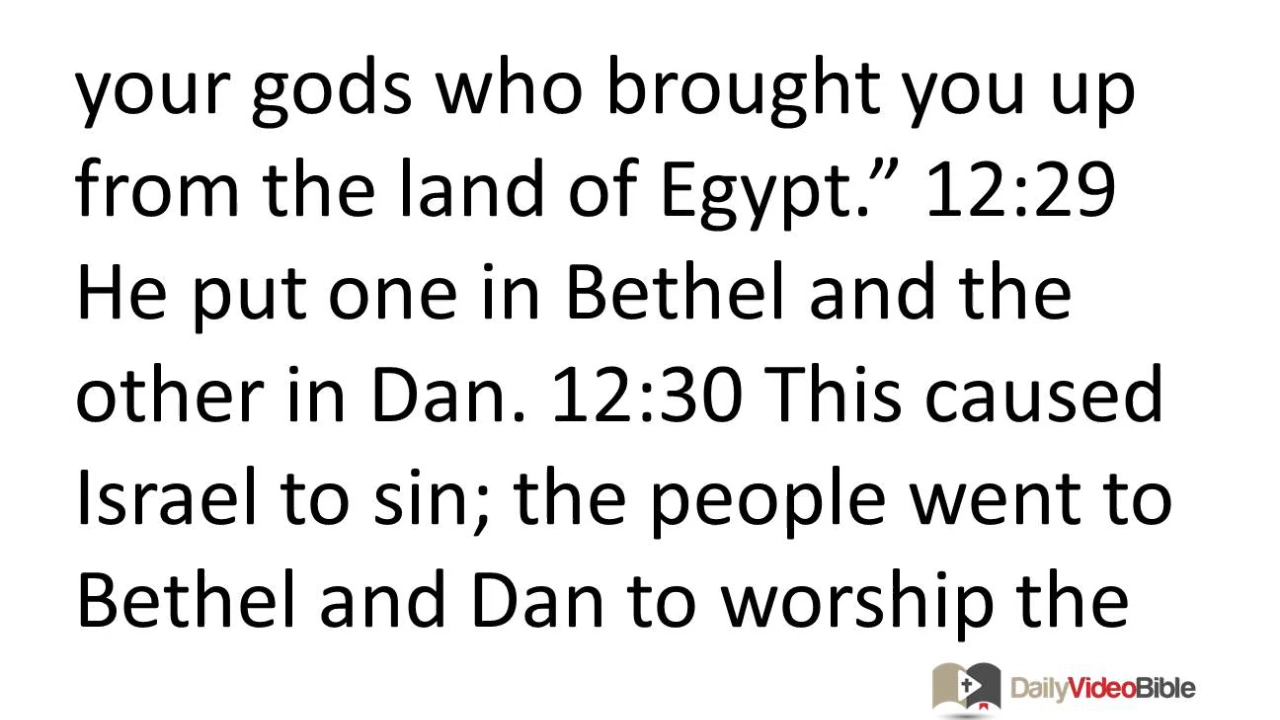 your gods who brought you up
from the land of Egypt.” 12:29
He put one in Bethel and the
other in Dan. 12:30 This caused
Israel to sin; the people went to
Bethel and Dan to worship the
DailyVideoBible